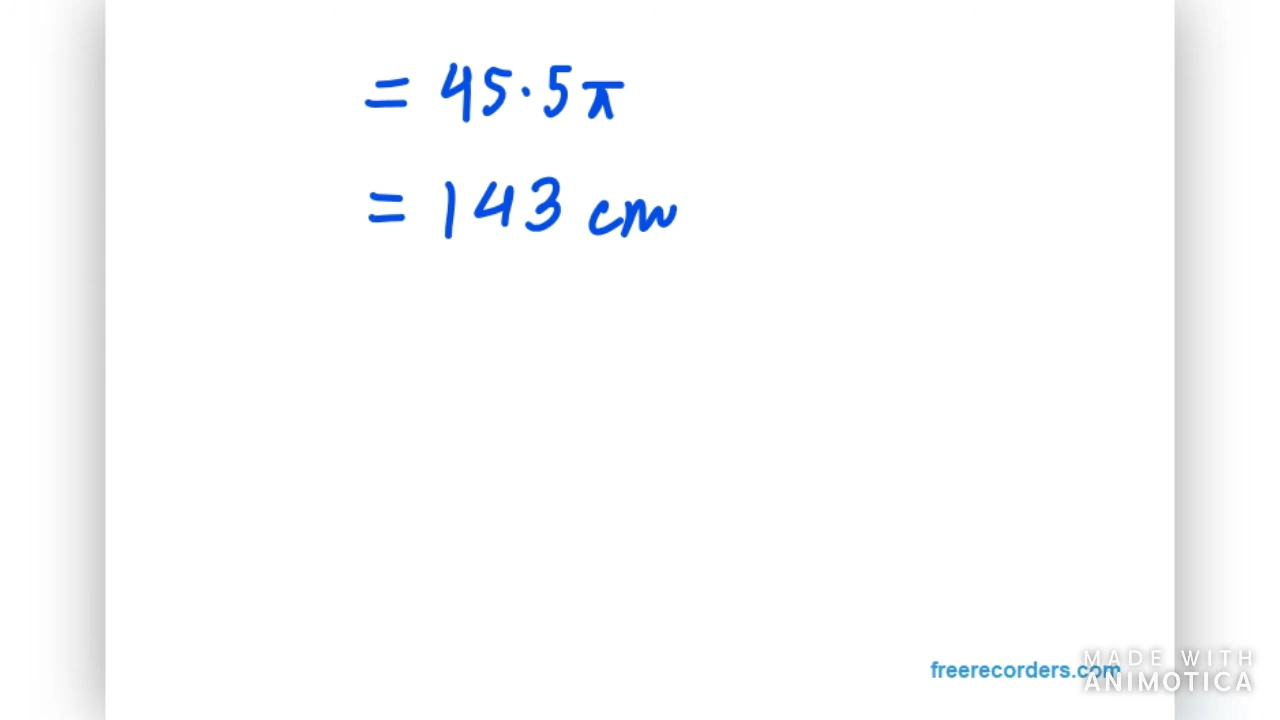 = 45.5π
= 143 cm
freerecorders.com
MADE WITH
ANIMOTICA